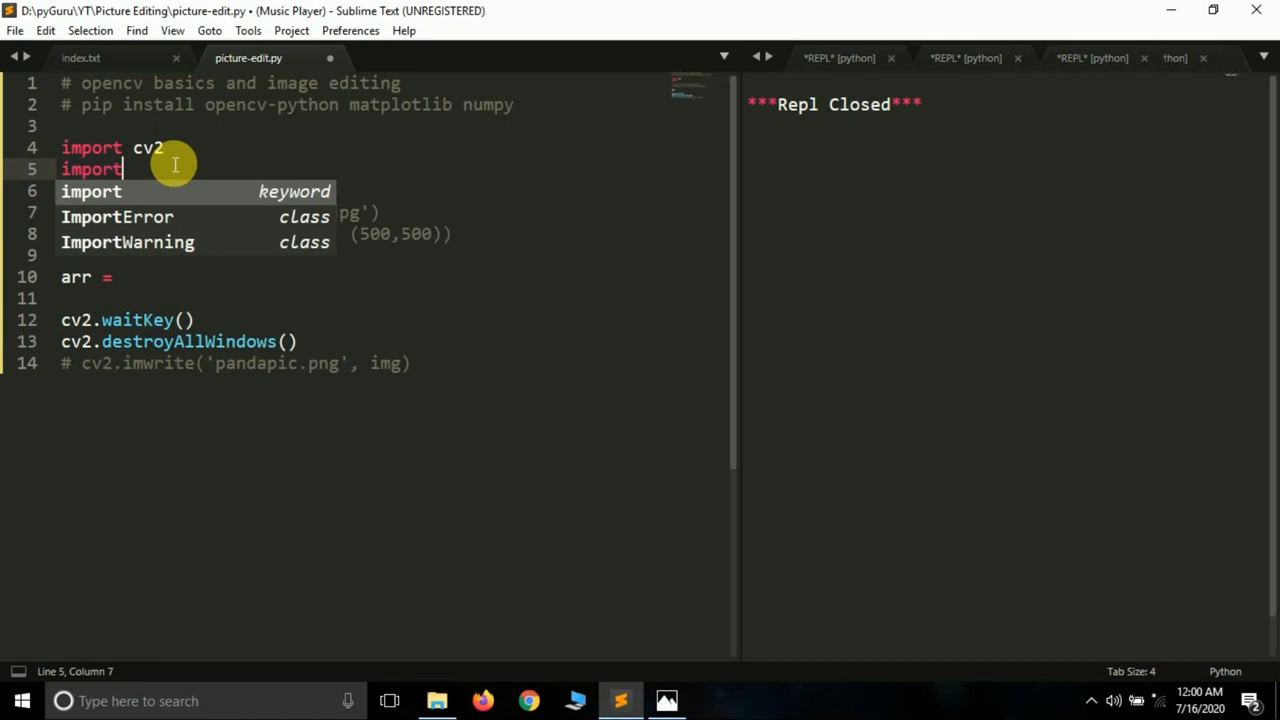 D:\pyGuru\YT\Picture Editing\picture-edit.py • (Music Player) - Sublime Text (UNREGISTERED)
File Edit Selection Find View Goto Tools Project Preferences Help
index.txt picture-edit.py *REPL* [python] *REPL* [python] *REPL* [python] thon]
1 # opencv basics and image editing
2 # pip install opencv-python matplotlib numpy
***Repl Closed***
3
4 import cv2
5 import
6 import keyword
7 ImportError class pg')
8 ImportWarning class (500,500))
9
10 arr =
11
12 cv2.waitKey()
13 cv2.destroyAllWindows()
14 # cv2.imwrite('pandapic.png', img)
Line 5, Column 7 Tab Size: 4 Python
Type here to search 12:00 AM
7/16/2020 2